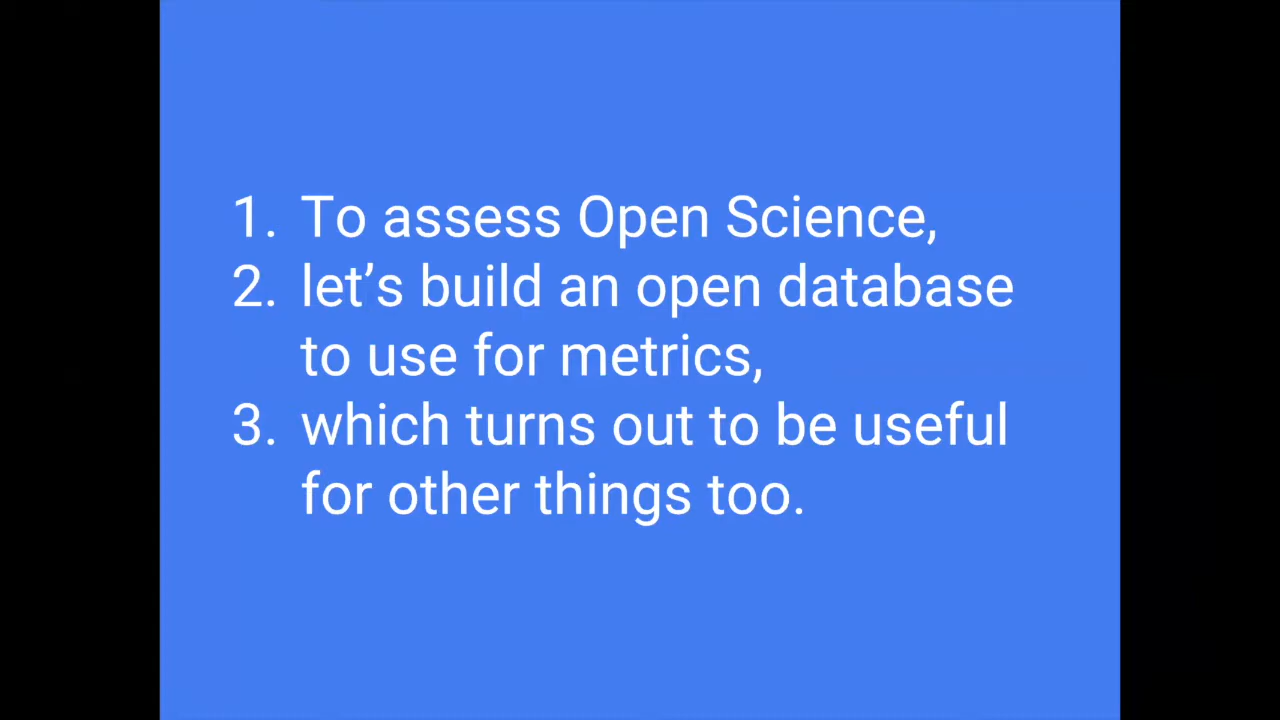 1. To assess Open Science,
2. let’s build an open database
to use for metrics,
3. which turns out to be useful
for other things too.